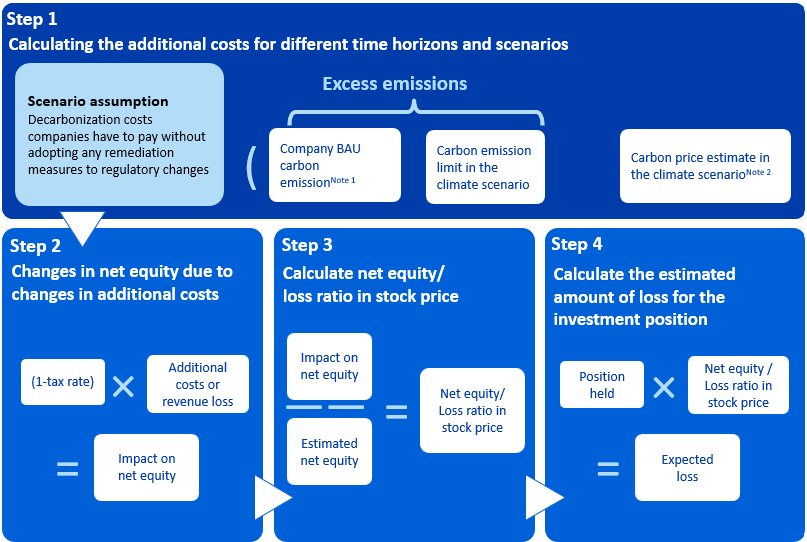 Step 1
Calculating the additional costs for different time horizons and scenarios
Scenario assumption
Decarbonization costs
companies have to pay without
adopting any remediation
measures to regulatory changes
Excess emissions
(
Company BAU
carbon
emissionNote 1
Carbon emission
limit in the
climate scenario
Carbon price estimate in
the climate scenarioNote 2
Step 2
Changes in net equity due to
changes in additional costs
(1-tax rate)
×
Additional
costs or
revenue loss
=
Impact on
net equity
Step 3
Calculate net equity/
loss ratio in stock price
Impact on
net equity
Estimated
net equity
=
Net equity/
Loss ratio in
stock price
Step 4
Calculate the estimated
amount of loss for the
investment position
Position
held
×
Net equity /
Loss ratio in
stock price
=
Expected
loss